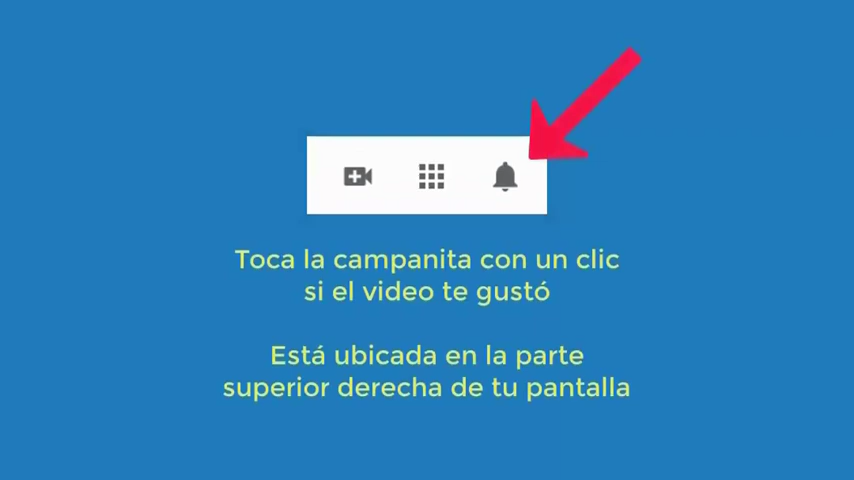 Toca la campanita con un clic
si el video te gustó
Está ubicada en la parte
superior derecha de tu pantalla